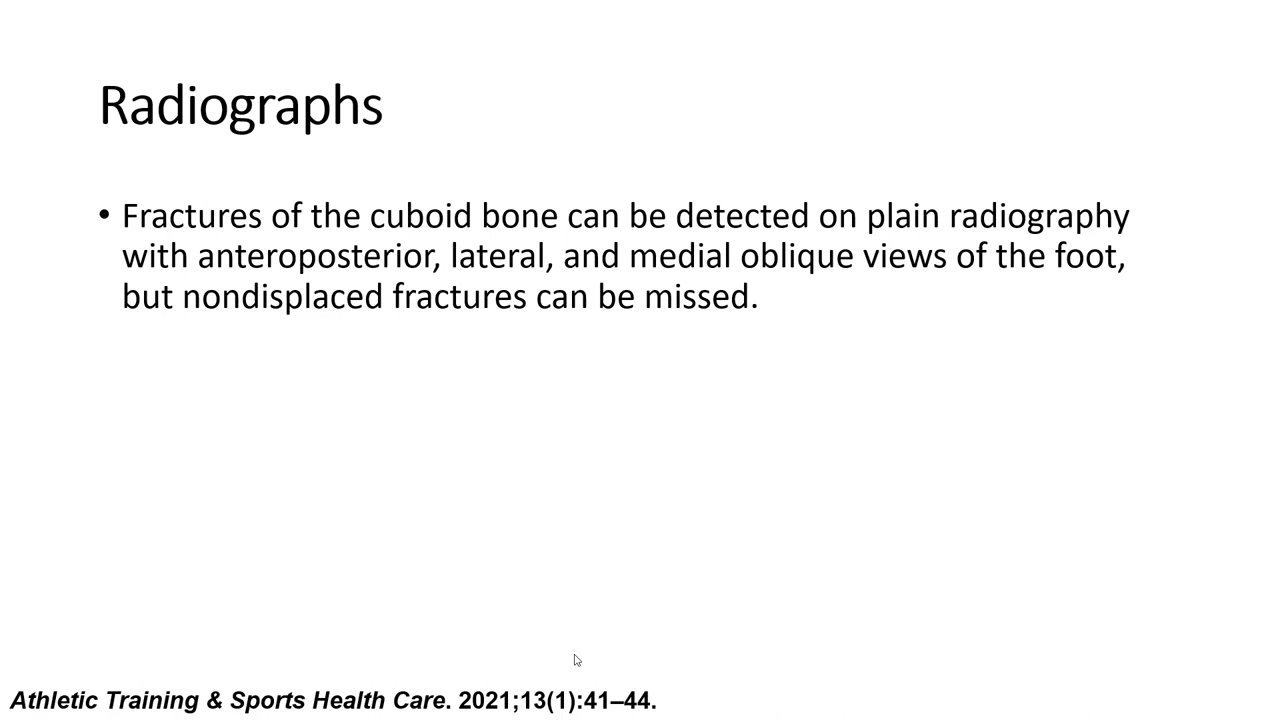 Radiographs
• Fractures of the cuboid bone can be detected on plain radiography
with anteroposterior, lateral, and medial oblique views of the foot,
but nondisplaced fractures can be missed.
Athletic Training & Sports Health Care. 2021;13(1):41–44.